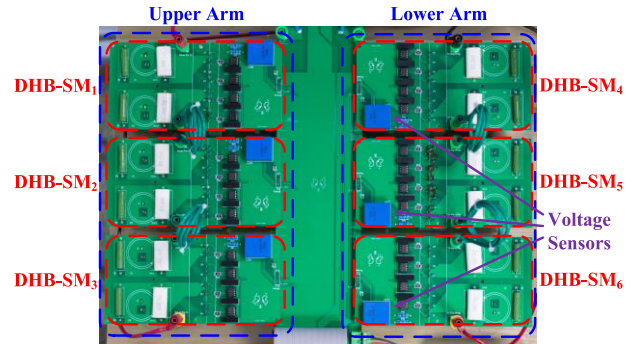 Upper Arm
Lower Arm
DHB-SM1
DHB-SM4
DHB-SM2
DHB-SM5
Voltage
Sensors
DHB-SM3
DHB-SM6